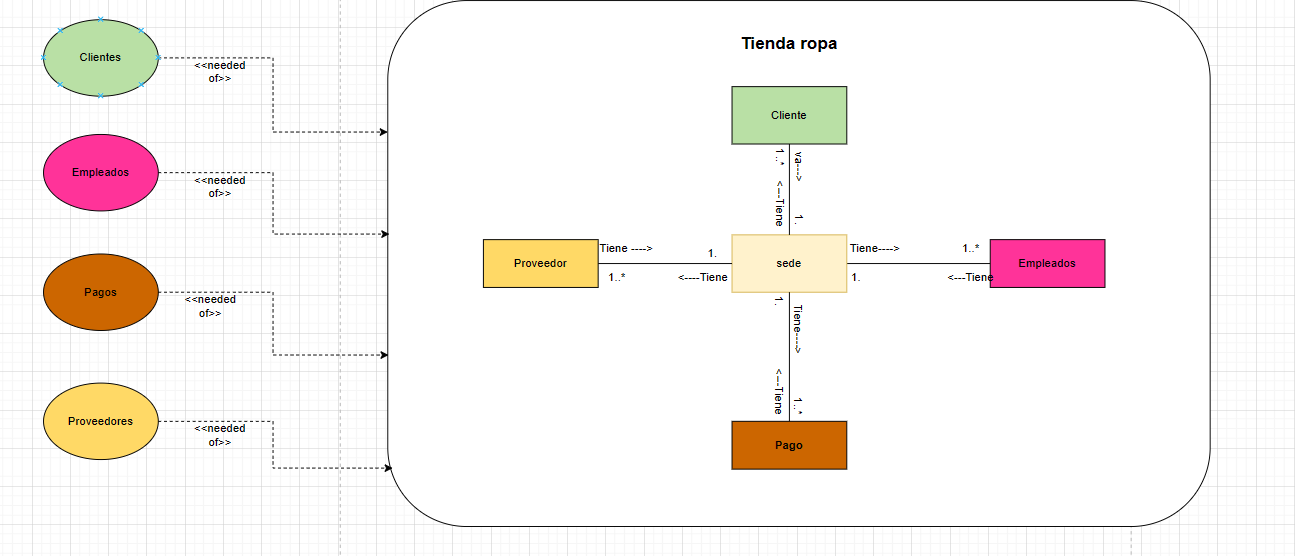 Clientes
<<needed
of>>
Empleados
<<needed
of>>
Pagos
<<needed
of>>
Proveedores
<<needed
of>>
Tienda ropa
Cliente
1..*
va--->
<---Tiene
1.
Proveedor
Tiene ---->
1.
1..*
<----Tiene
sede
Tiene---->
1..*
1.
<---Tiene
Empleados
1.
Tiene---->
<---Tiene
1..*
Pago